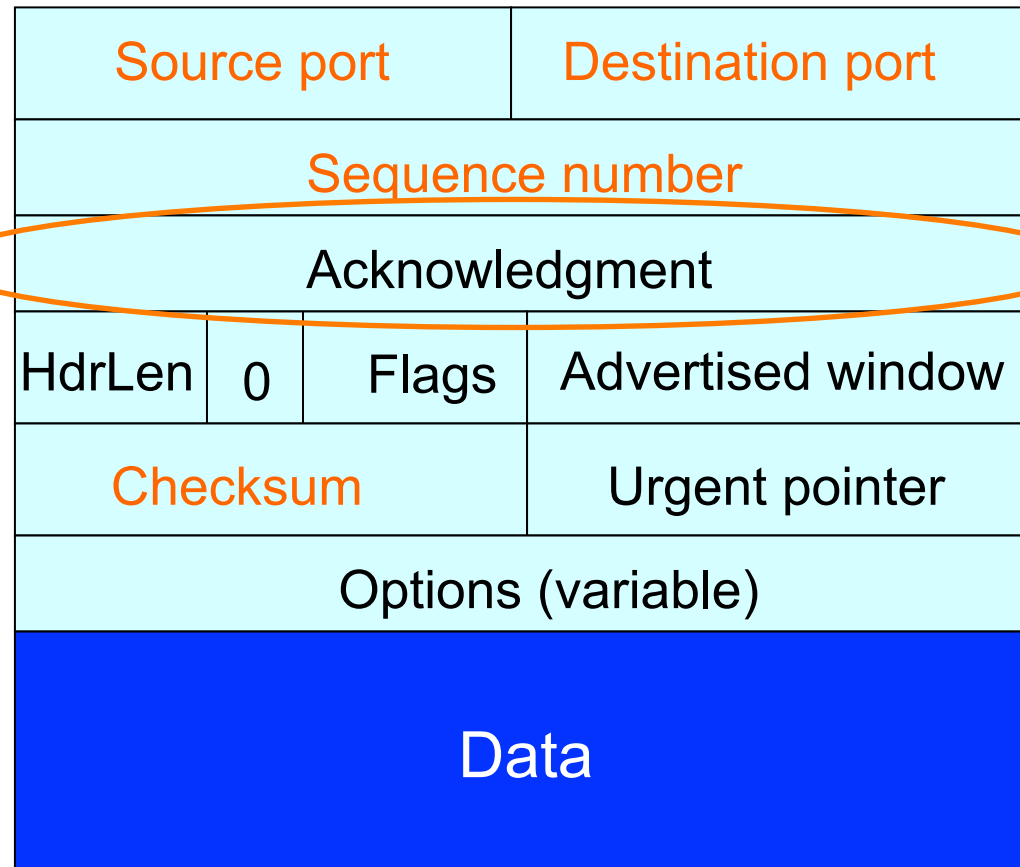 Source port Destination port
Sequence number
Acknowledgment
HdrLen 0 Flags Advertised window
Checksum Urgent pointer
Options (variable)
Data